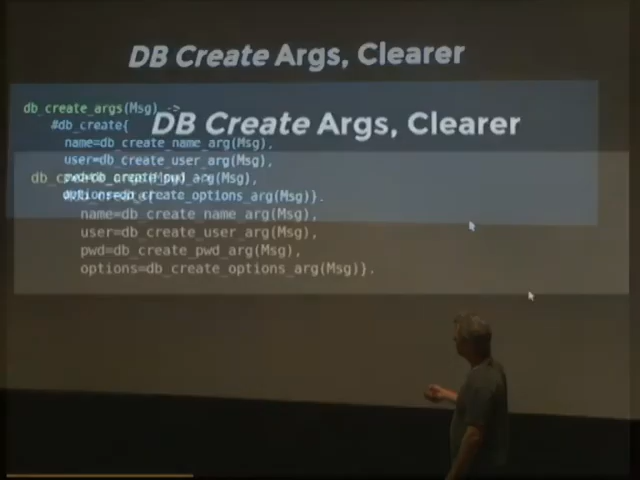 DB Create Args, Clearer
db_create_args(Msg) ->
#db_create{
name=db_create_name_arg(Msg),
user=db_create_user_arg(Msg),
pwd=db_create_pwd_arg(Msg),
options=db_create_options_arg(Msg)}.
DB Create Args, Clearer
name=db_create_name_arg(Msg),
user=db_create_user_arg(Msg),
pwd=db_create_pwd_arg(Msg),
options=db_create_options_arg(Msg)}.